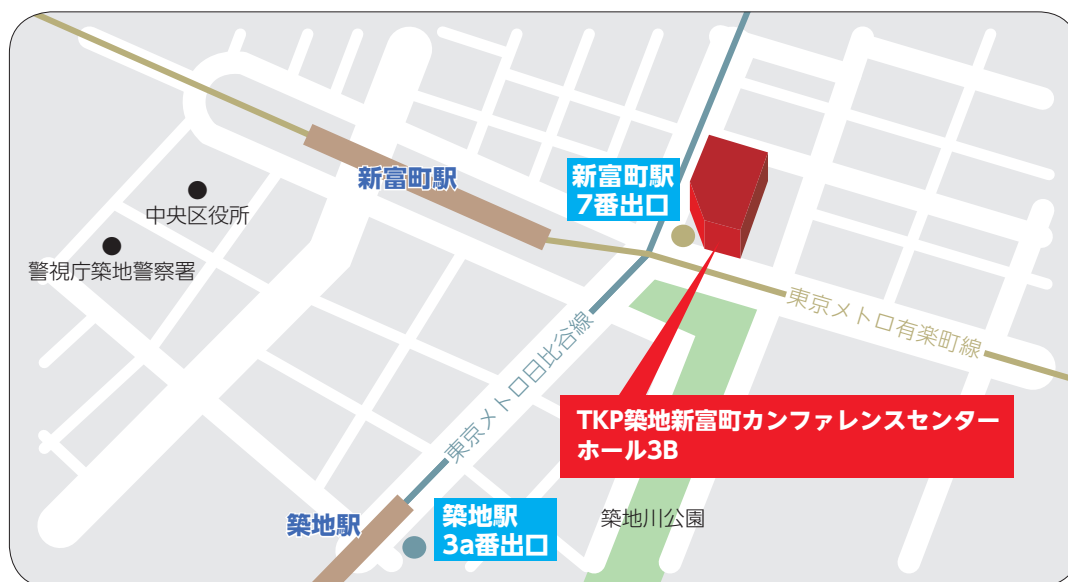 新富町駅
新富町駅
7番出口
中央区役所
警視庁築地警察署
東京メトロ有楽町線
東京メトロ日比谷線
TKP築地新富町カンファレンスセンター
ホール3B
築地駅
築地駅
3a番出口
築地川公園